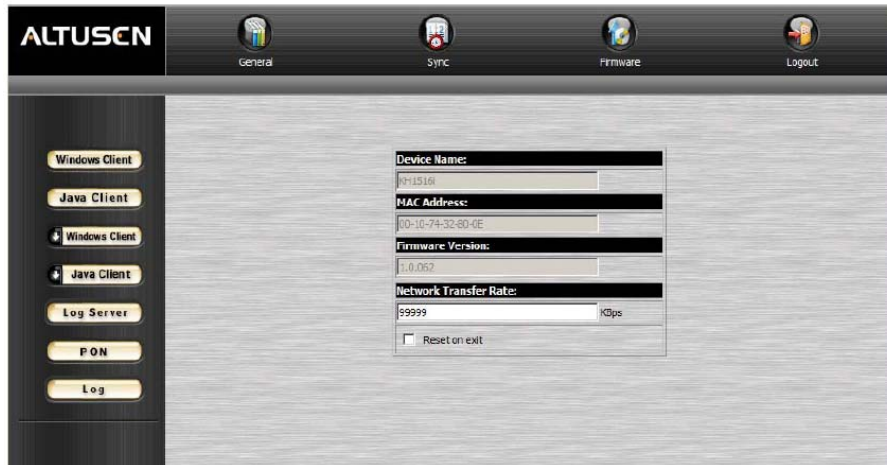 ALTUSEN
General
Sync
Firmware
Logout
Windows Client
Java Client
Windows Client
Java Client
Log Server
PON
Log
Device Name:
KH1516i
MAC Address:
00-10-74-32-80-0E
Firmware Version:
1.0.062
Network Transfer Rate:
99999 KBps
Reset on exit